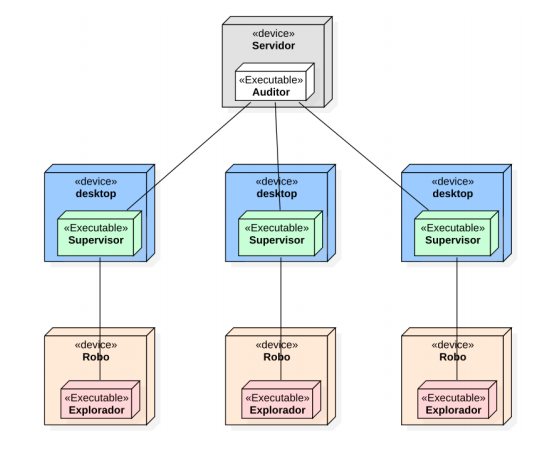 «device»
Servidor
«Executable»
Auditor
«device»
desktop
«Executable»
Supervisor
«device»
desktop
«Executable»
Supervisor
«device»
desktop
«Executable»
Supervisor
«device»
Robo
«Executable»
Explorador
«device»
Robo
«Executable»
Explorador
«device»
Robo
«Executable»
Explorador